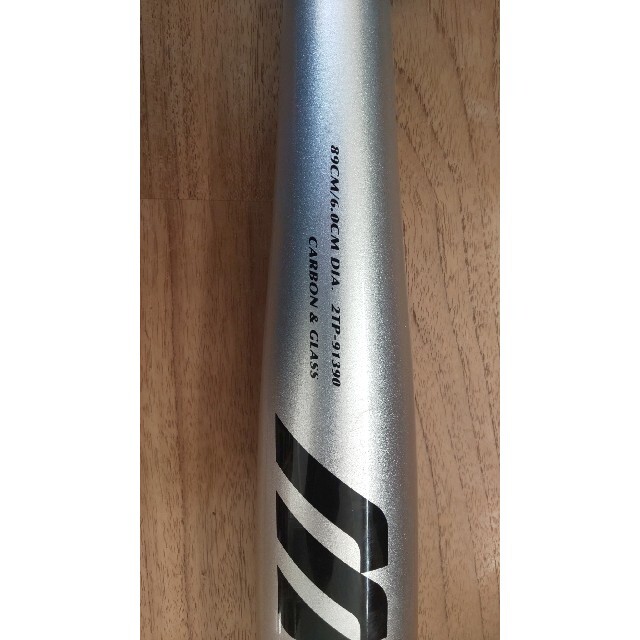 89CM/6.0CM DIA. 2TP-91390
CARBON & GLASS